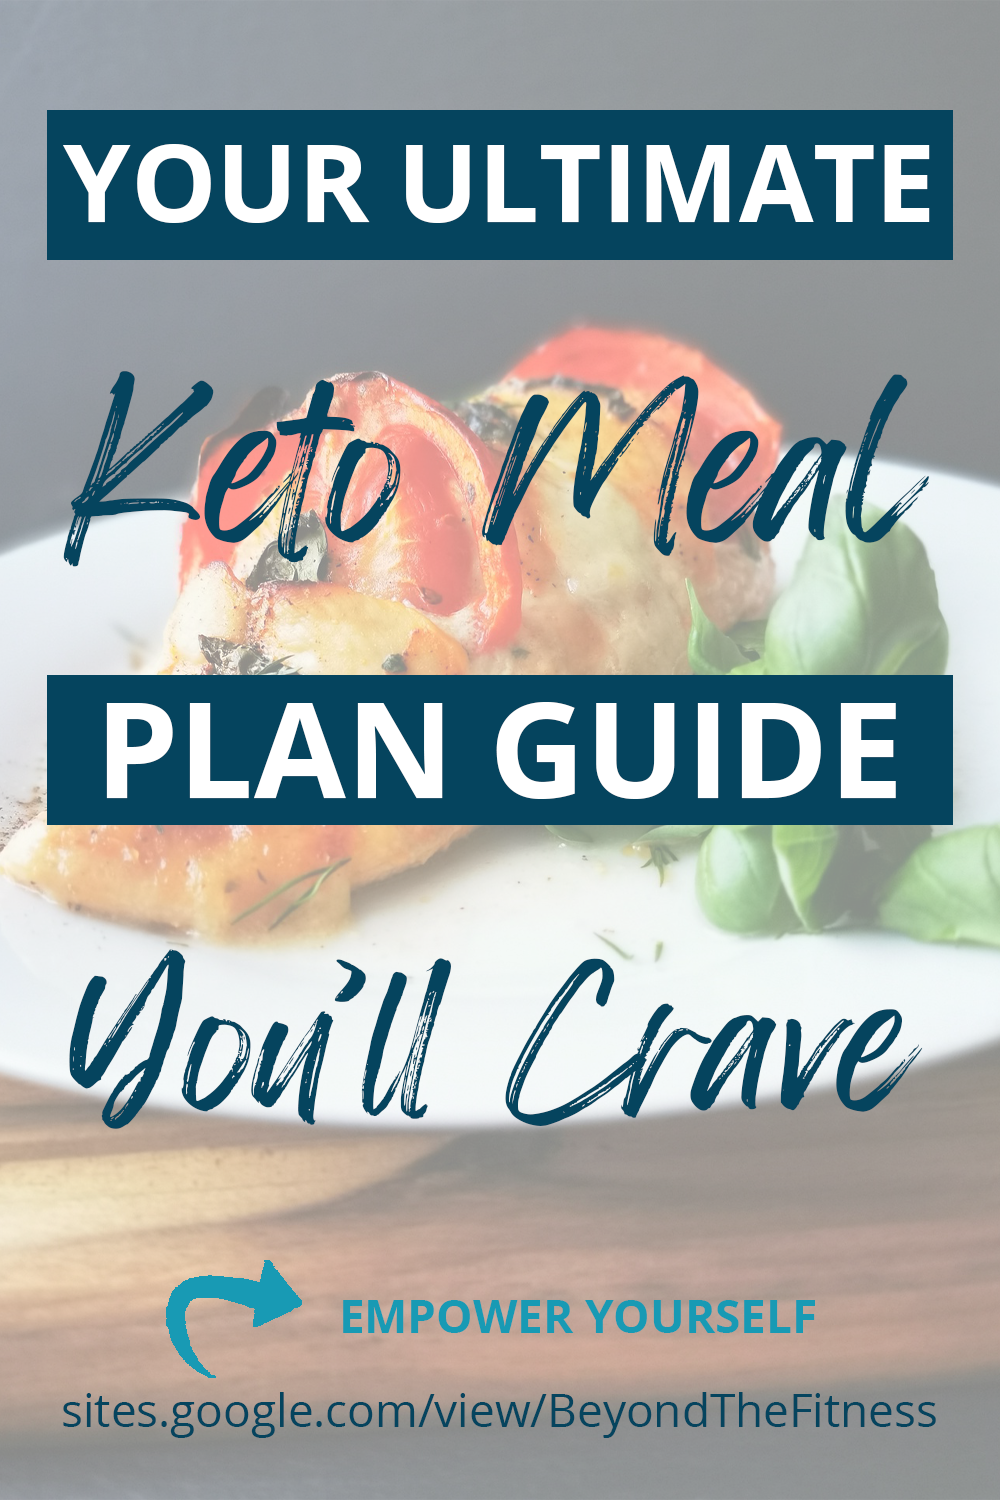 YOUR ULTIMATE
Keto Meal
PLAN GUIDE
You'll Crave
EMPOWER YOURSELF
sites.google.com/view/BeyondTheFitness